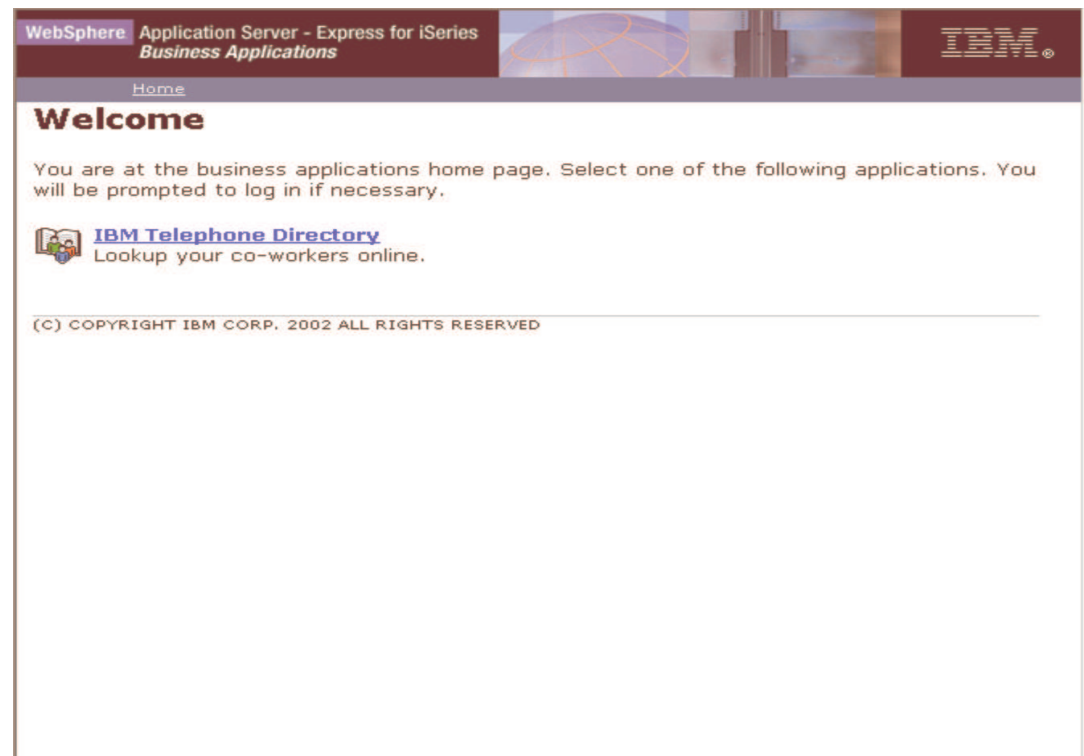 WebSphere Application Server - Express for iSeries
Business Applications
IBM®
Home
Welcome
You are at the business applications home page. Select one of the following applications. You
will be prompted to log in if necessary.
IBM Telephone Directory
Lookup your co-workers online.
(C) COPYRIGHT IBM CORP. 2002 ALL RIGHTS RESERVED